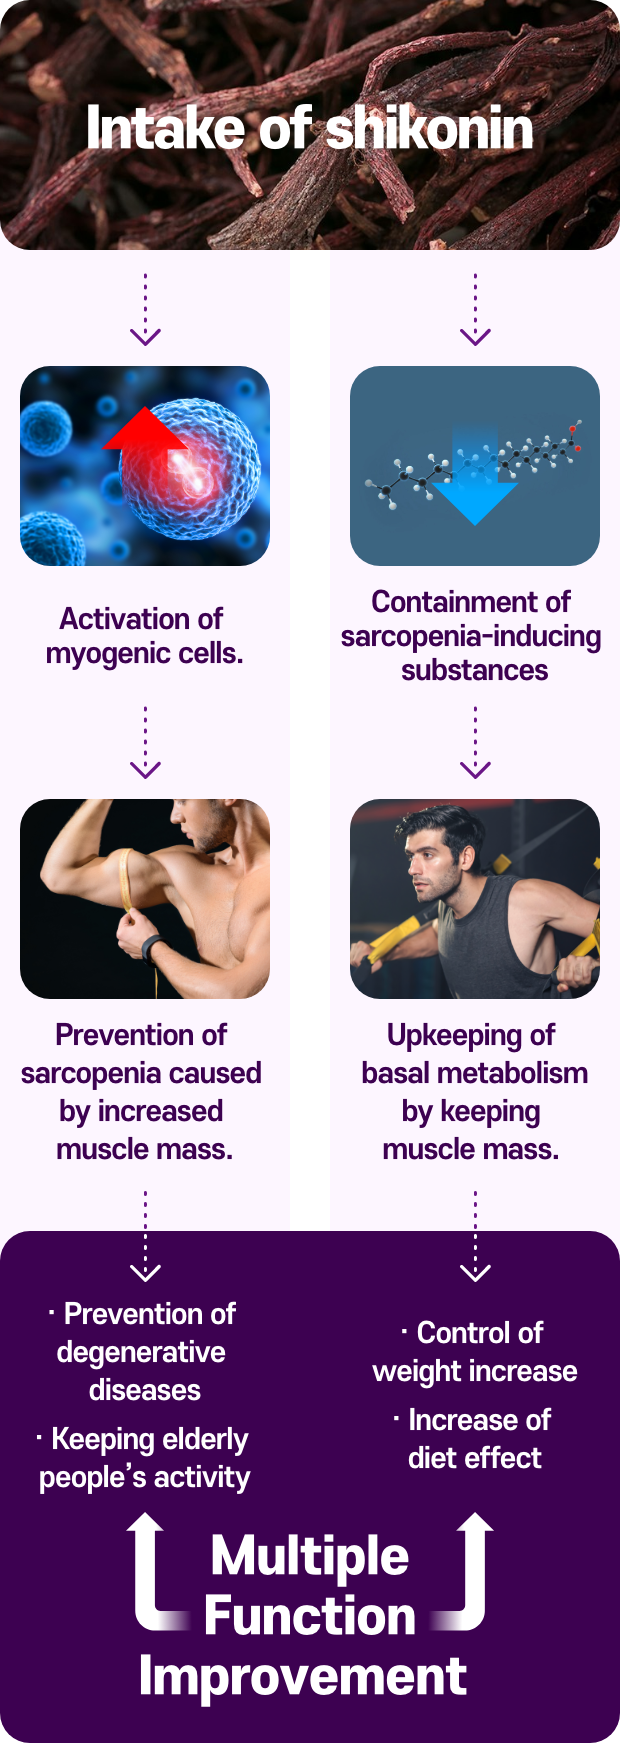 Intake of shikonin
Activation of
myogenic cells.
Containment of
sarcopenia-inducing
substances
Prevention of
sarcopenia caused
by increased
muscle mass.
Upkeeping of
basal metabolism
by keeping
muscle mass.
· Prevention of
degenerative
diseases
· Keeping elderly
people’s activity
· Control of
weight increase
· Increase of
diet effect
Multiple
Function
Improvement